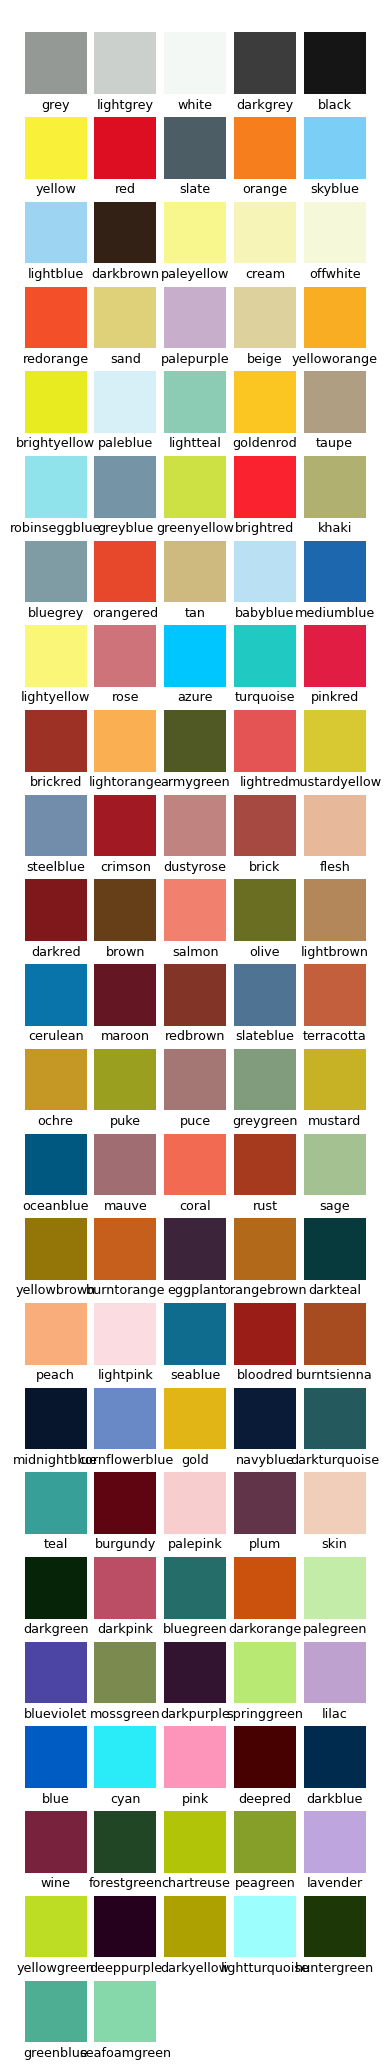 grey lightgrey white darkgrey black
yellow red slate orange skyblue
lightblue darkbrown paleyellow cream offwhite
redorange sand palepurple beige yelloworange
brightyellow paleblue lightteal goldenrod taupe
robinseggblue greyblue greenyellow brightred khaki
bluegrey orangered tan babyblue mediumblue
lightyellow rose azure turquoise pinkred
brickred lightorange armygreen lightred mustardyellow
steelblue crimson dustyrose brick flesh
darkred brown salmon olive lightbrown
cerulean maroon redbrown slateblue terracotta
ochre puke puce greygreen mustard
oceanblue mauve coral rust sage
yellowbrown burntorange eggplant orangebrown darkteal
peach lightpink seablue bloodred burntsienna
midnightblue cornflowerblue gold navyblue darkturquoise
teal burgundy palepink plum skin
darkgreen darkpink bluegreen darkorange palegreen
blueviolet mossgreen darkpurple springgreen lilac
blue cyan pink deepred darkblue
wine forestgreen chartreuse peagreen lavender
yellowgreen deeppurple darkyellow lightturquoise huntergreen
greenblue seafoamgreen